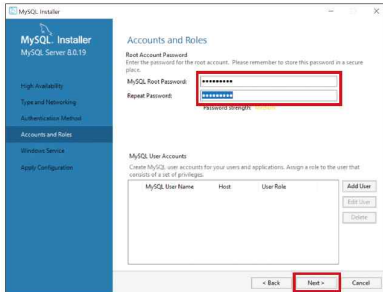 MySQL Installer
MySQL. Installer
MySQL Server 8.0.19
High Availability
Type and Networking
Authentication Method
Accounts and Roles
Windows Service
Apply Configuration
Accounts and Roles
Root Account Password
Enter the password for the root account. Please remember to store this password in a secure
place.
MySQL Root Password:
Repeat Password:
Password strength:
MySQL User Accounts
Create MySQL user accounts for your users and applications. Assign a role to the user that
consists of a set of privileges.
MySQL User Name Host User Role
Add User
Edit User
Delete
< Back Next > Cancel